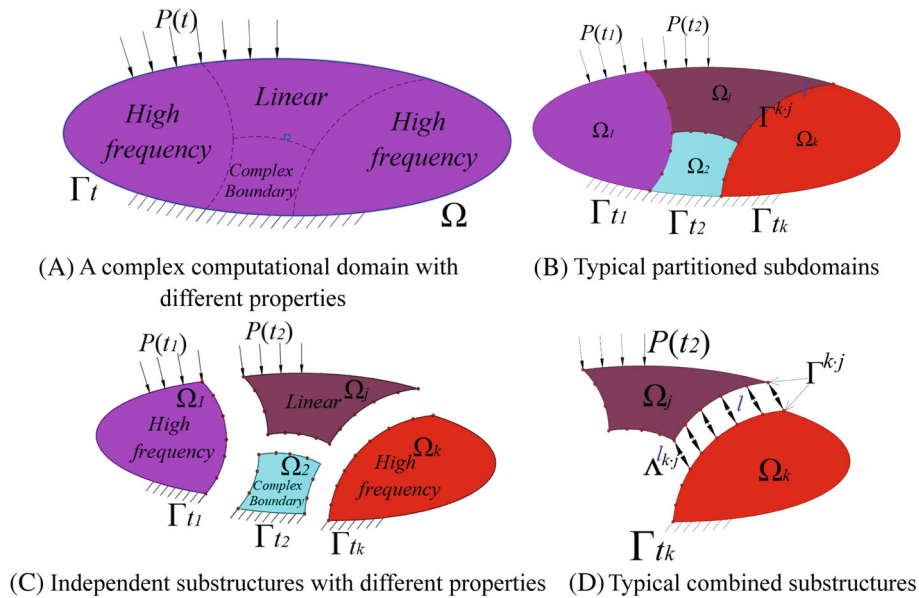 P(t)
Linear
High
frequency
High
frequency
Complex
Boundary
Γt
Ω
(A) A complex computational domain with
different properties
P(t1) P(t2)
Ωj
l
Γk·j
Ω1
Ωk
Ω2
Γt1
Γt2
Γtk
(B) Typical partitioned subdomains
P(t1)
P(t2)
Ω1
High
frequency
Linear Ωj
Ω2
Complex
Boundary
High Ωk
frequency
Γt1
Γt2
Γtk
(C) Independent substructures with different properties
P(t2)
Γk·j
Ωj
l
l
Λk·j
Ωk
Γtk
(D) Typical combined substructures